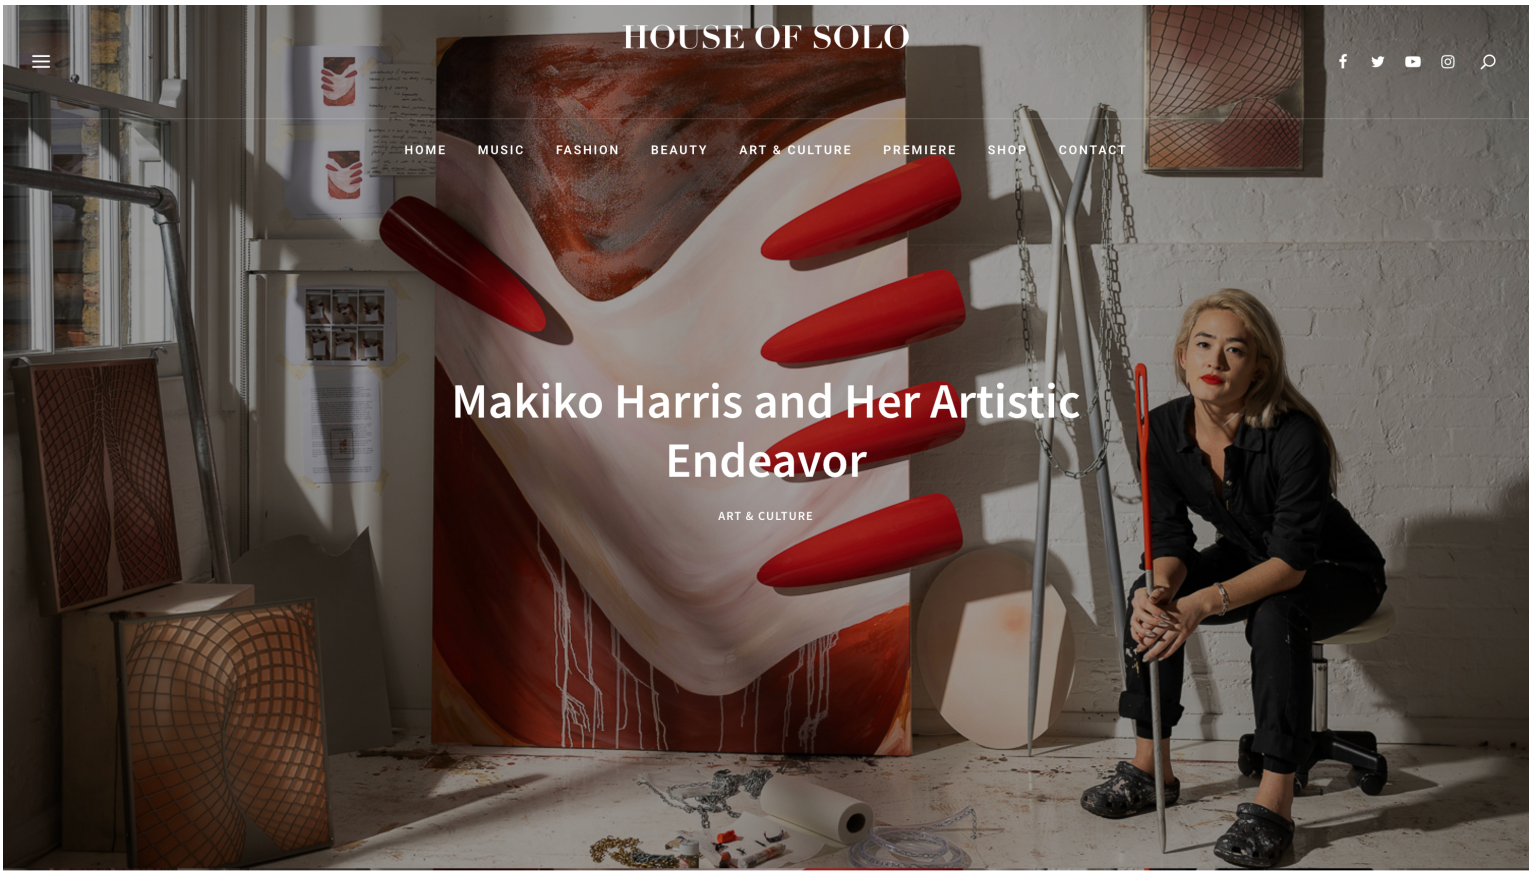 HOUSE OF SOLO
HOME MUSIC FASHION BEAUTY ART & CULTURE PREMIERE SHOP CONTACT
Makiko Harris and Her Artistic
Endeavor
ART & CULTURE